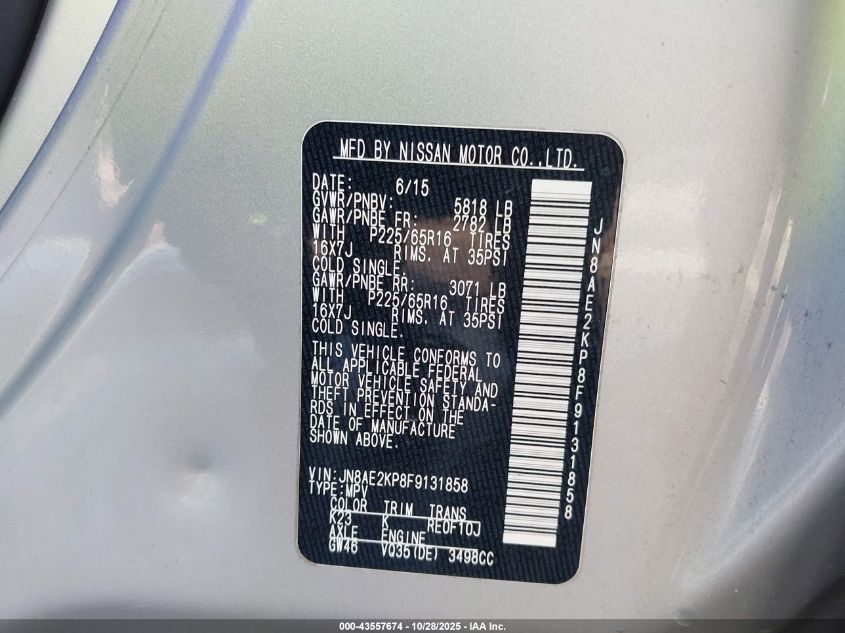 MFD BY NISSAN MOTOR CO.,LTD.
DATE: 6/15
GVWR/PNBV: 5818 LB
GAWR/PNBE FR: 2782 LB
WITH P225/65R16 TIRES
16X7J RIMS. AT 35PSI
COLD SINGLE.
GAWR/PNBE RR: 3071 LB
WITH P225/65R16 TIRES
16X7J RIMS. AT 35PSI
COLD SINGLE.
THIS VEHICLE CONFORMS TO
ALL APPLICABLE FEDERAL
MOTOR VEHICLE SAFETY AND
THEFT PREVENTION STANDA-
RDS IN EFFECT ON THE
DATE OF MANUFACTURE
SHOWN ABOVE.
VIN:JN8AE2KP8F9131858
TYPE:MPV
COLOR TRIM TRANS
K23 K RE0F10J
AXLE ENGINE
GW46 VQ35(DE) 3498CC
JN8AE2KP8F9131858
000-43557674 - 10/28/2025 - IAA Inc.